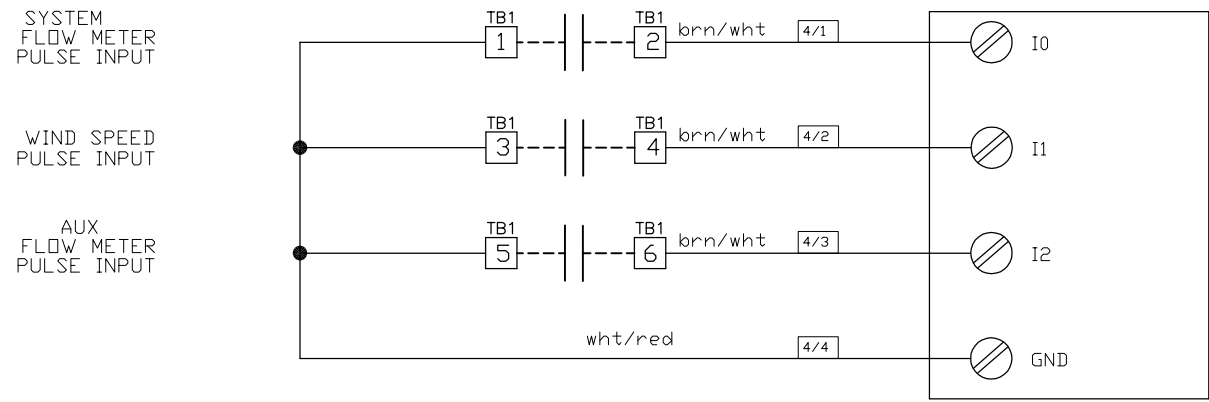 SYSTEM
FLOW METER
PULSE INPUT
TB1
1
TB1
2
brn/wht
4/1
I0
WIND SPEED
PULSE INPUT
TB1
3
TB1
4
brn/wht
4/2
I1
AUX
FLOW METER
PULSE INPUT
TB1
5
TB1
6
brn/wht
4/3
I2
wht/red
4/4
GND